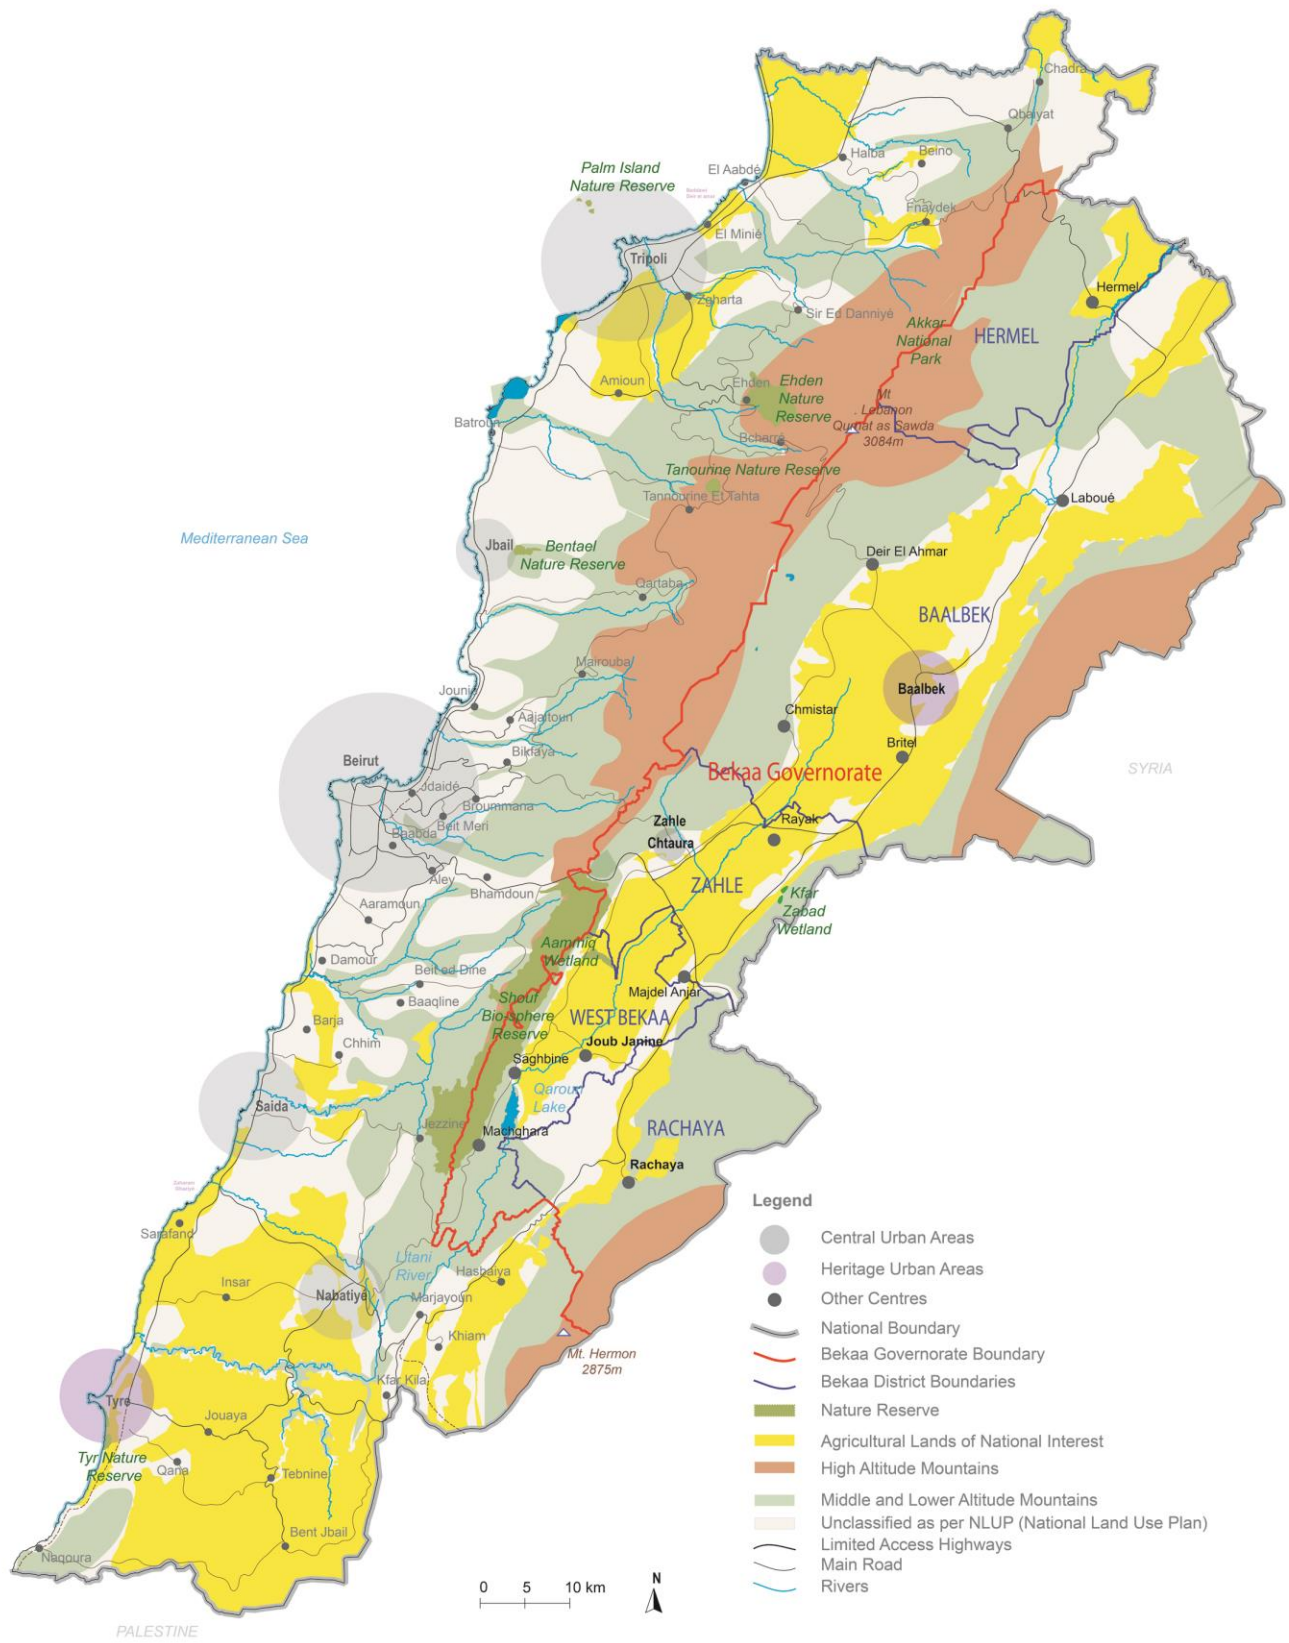 Chadra
Qbaiyat
Halba
Beino
El Aabdé
Palm Island
Nature Reserve
Fnaydek
El Minié
Tripoli
Hermel
Zgharta
Sir Ed Danniyé
Akkar
National
Park
HERMEL
Amioun
Ehden
Ehden
Nature
Reserve
Mt
. Lebanon
Qurnat as Sawda
3084m
Batroun
Bcharré
Tanourine Nature Reserve
Tannourine Et Tahta
Laboué
Mediterranean Sea
Jbail
Bentael
Nature Reserve
Deir El Ahmar
Qartaba
BAALBEK
Mairouba
Baalbek
Jounié
Aajaltoun
Chmistar
Bikfaya
Britel
Beirut
Bekaa Governorate
SYRIA
Jdaidé
Broummana
Beit Meri
Baabda
Zahle
Chtaura
Rayak
Aley
Bhamdoun
ZAHLE
Kfar
Zabad
Wetland
Aaramoun
Aammiq
Wetland
Damour
Beit ed Dine
Baaqline
Majdel Anjar
Shouf
Bio-sphere
Reserve
WEST BEKAA
Barja
Chhim
Joub Janine
Saghbine
Qaroun
Lake
Saida
Jezzine
Machghara
RACHAYA
Rachaya
Sarafand
Litani
River
Hasbaiya
Insar
Nabatiyé
Marjayoun
Khiam
Mt. Hermon
2875m
Kfar Kila
Tyre
Jouaya
Tyr Nature
Reserve
Qana
Tebnine
Bent Jbail
Naqoura
PALESTINE
Legend
Central Urban Areas
Heritage Urban Areas
Other Centres
National Boundary
Bekaa Governorate Boundary
Bekaa District Boundaries
Nature Reserve
Agricultural Lands of National Interest
High Altitude Mountains
Middle and Lower Altitude Mountains
Unclassified as per NLUP (National Land Use Plan)
Limited Access Highways
Main Road
Rivers
0 5 10 km
N